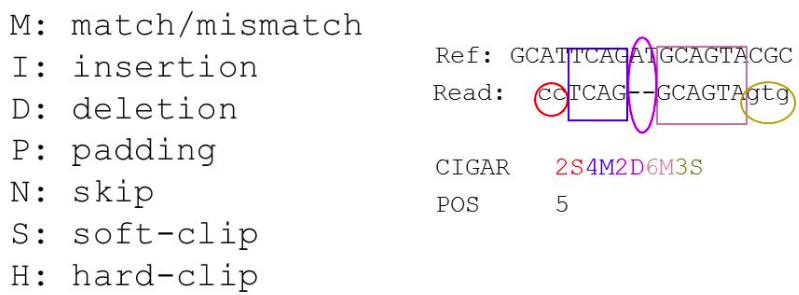 M: match/mismatch
I: insertion
D: deletion
P: padding
N: skip
S: soft-clip
H: hard-clip
Ref: GCATTCAGATGCAGTACGC
Read: ccTCAG--GCAGTAgtg
CIGAR 2S4M2D6M3S
POS 5